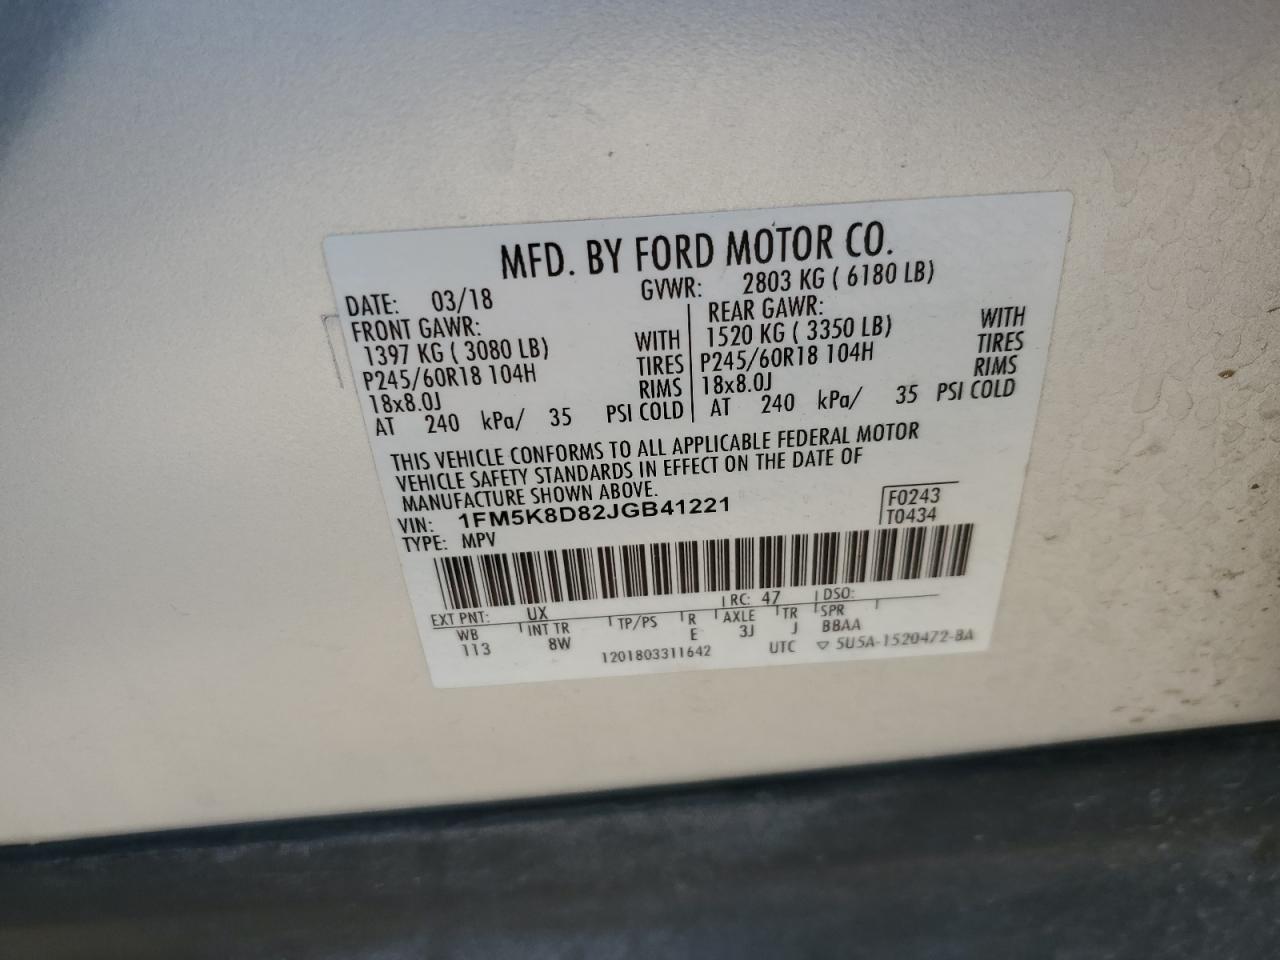 MFD. BY FORD MOTOR CO.
DATE: 03/18 GVWR: 2803 KG ( 6180 LB)
FRONT GAWR: REAR GAWR:
1397 KG ( 3080 LB) WITH 1520 KG ( 3350 LB) WITH
P245/60R18 104H TIRES P245/60R18 104H TIRES
18x8.0J RIMS 18x8.0J RIMS
AT 240 kPa/ 35 PSI COLD AT 240 kPa/ 35 PSI COLD
THIS VEHICLE CONFORMS TO ALL APPLICABLE FEDERAL MOTOR
VEHICLE SAFETY STANDARDS IN EFFECT ON THE DATE OF
MANUFACTURE SHOWN ABOVE.
VIN: 1FM5K8D82JGB41221 F0243
TYPE: MPV T0434
EXT PNT: UX RC: 47 DSO:
WB INT TR TP/PS R AXLE TR SPR
113 8W E 3J J BBAA
1201803311642 UTC ▽ 5U5A-1520472-BA